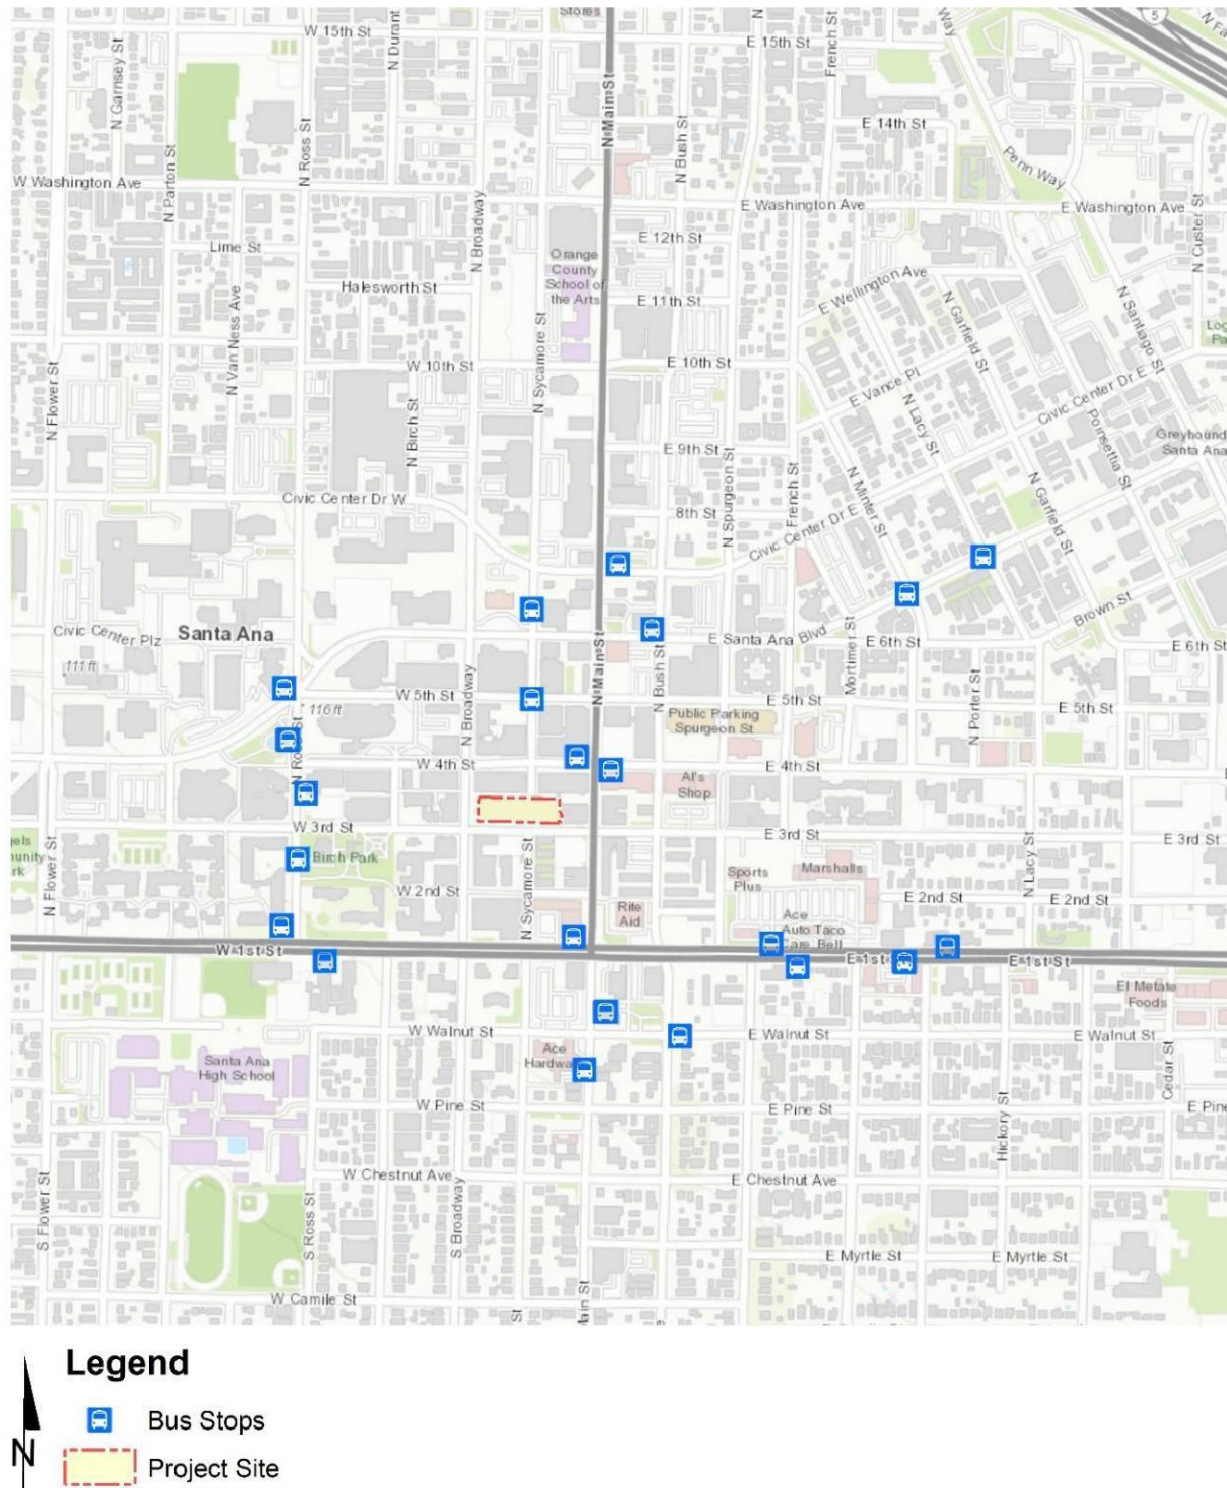 Stores
W 15th St
N Durant
N Garnsey St
E 15th St
N
French St
Way
5
N Main St
N Ross St
N Parton St
N Bush St
E 14th St
Penn Way
W Washington Ave
E Washington Ave
E Washington Ave
N Custer St
Lime St
N Broadway
E 12th St
Orange
County
School of
the Arts
Halesworth St
E 11th St
E Wellington Ave
N Garfield St
N Santiago St
N Van Ness Ave
N Sycamore St
W 10th St
E 10th St
E Vance Pl
Civic Center Dr E
N Flower St
N Birch St
N Lacy St
Poinsettia St
Greyhound
Santa Ana
E 9th St
N Spurgeon St
French St
N Minter St
N Garfield St
Civic Center Dr W
8th St
Civic Center Dr E
Brown St
Civic Center Plz
Santa Ana
E Santa Ana Blvd
E 6th St
E 6th St
Mortimer St
111 ft
N Main St
N Bush St
N Broadway
W 5th St
116 ft
E 5th St
E 5th St
N Porter St
Public Parking
Spurgeon St
W 4th St
E 4th St
Al's
Shop
W 3rd St
E 3rd St
E 3rd St
N Flower St
Birch Park
N Sycamore St
N Lacy St
W 2nd St
Sports
Plus
Marshalls
E 2nd St
E 2nd St
Rite
Aid
Ace
Auto Taco
Care Bell
W 1st St
E 1st
E 1st St
El Metate
Foods
W Walnut St
E Walnut St
E Walnut St
Santa Ana
High School
Ace
Hardwa
Cedar St
W Pine St
E Pine St
E Pine
Hickory St
W Chestnut Ave
E Chestnut Ave
S Flower St
S Ross St
S Broadway
E Myrtle St
E Myrtle St
W Camile St
St
Main St
Legend
Bus Stops
N
Project Site